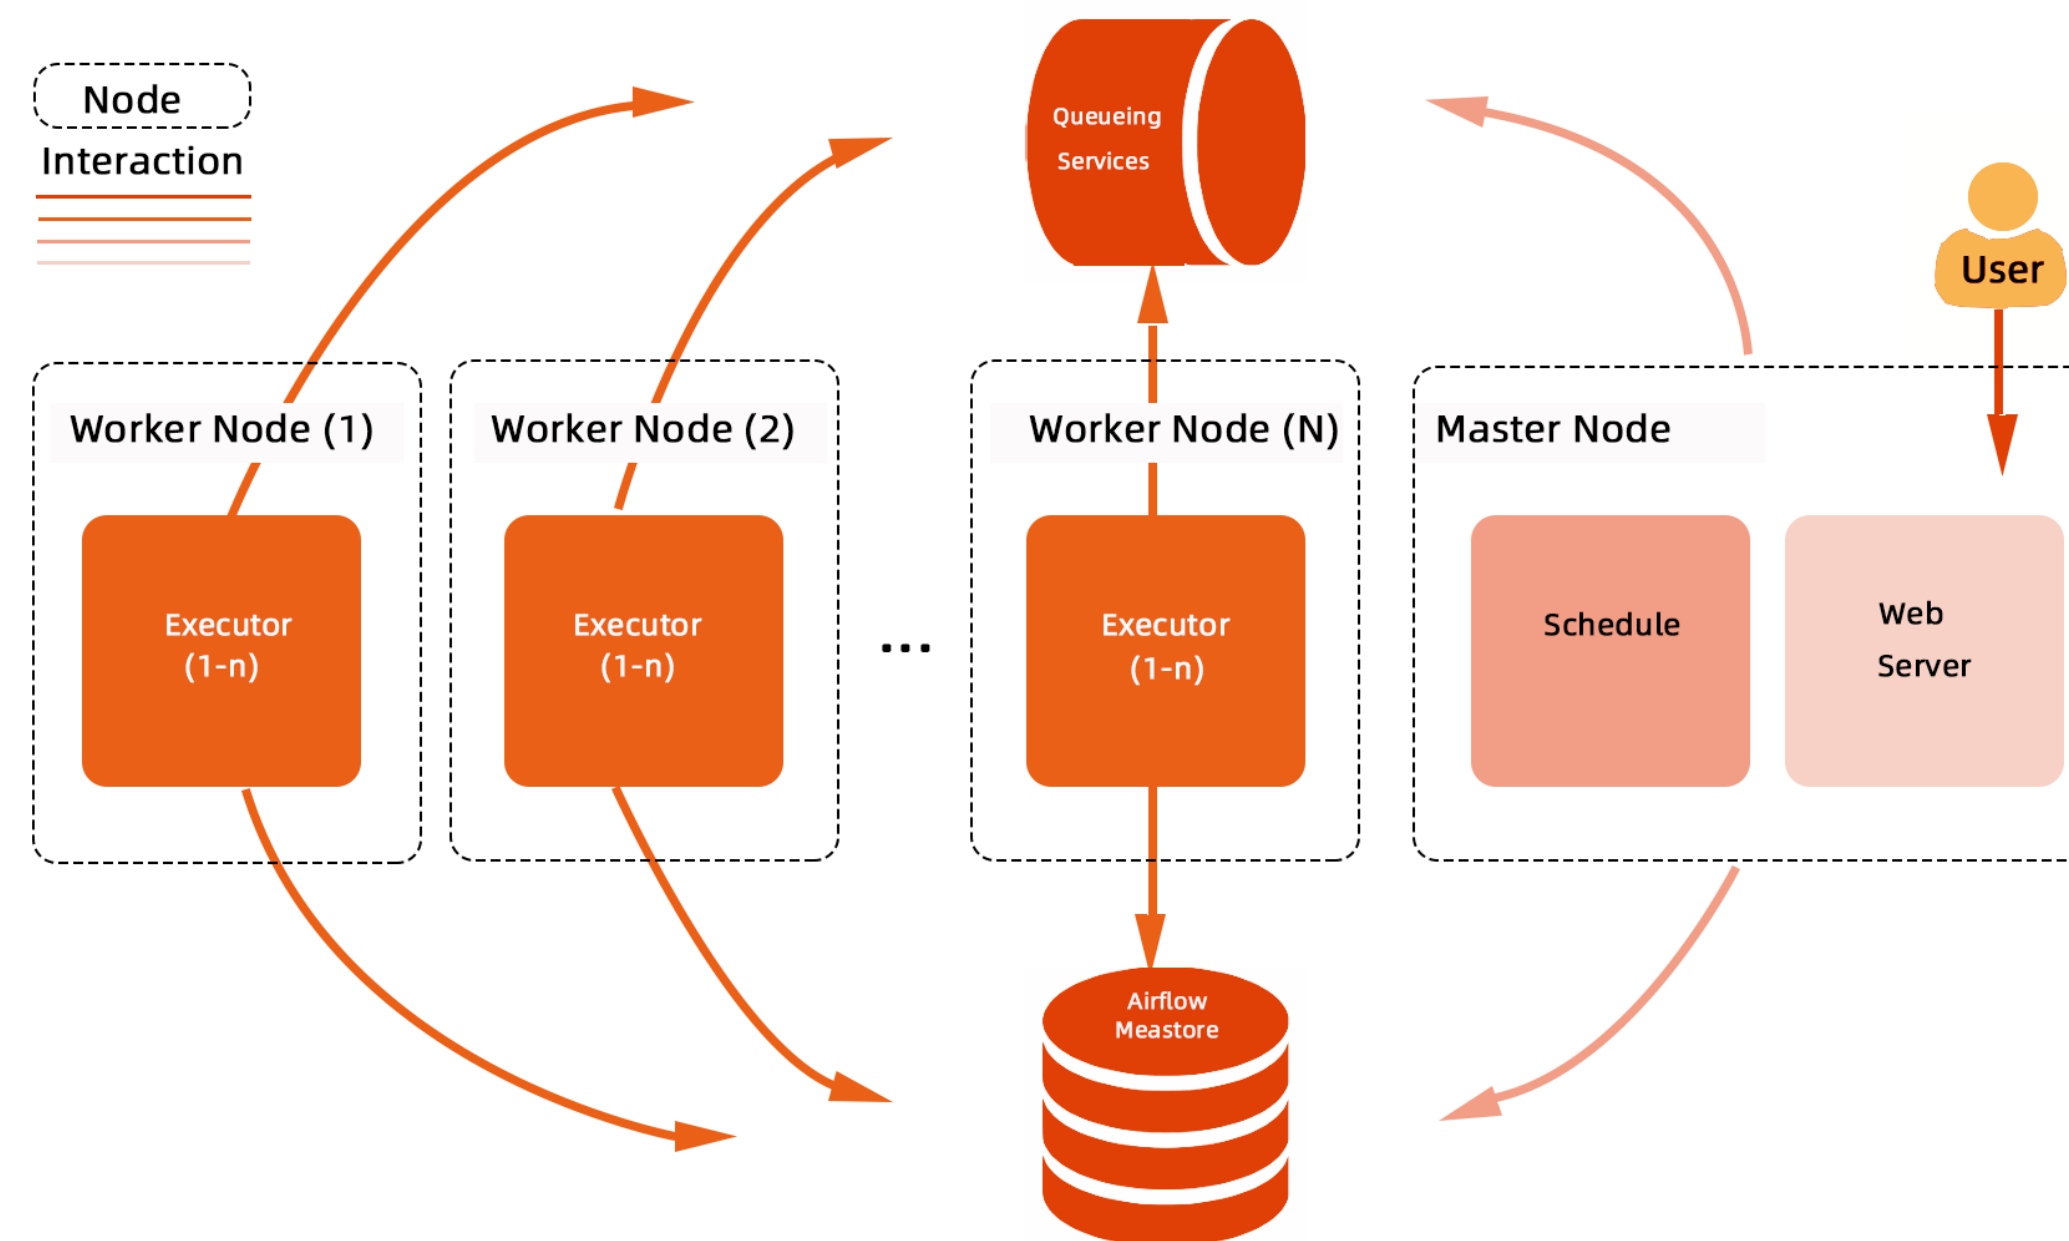 Node
Interaction
Queueing
Services
User
Worker Node (1)
Worker Node (2)
Worker Node (N)
Master Node
Executor
(1-n)
Executor
(1-n)
...
Executor
(1-n)
Schedule
Web
Server
Airflow
Meastore